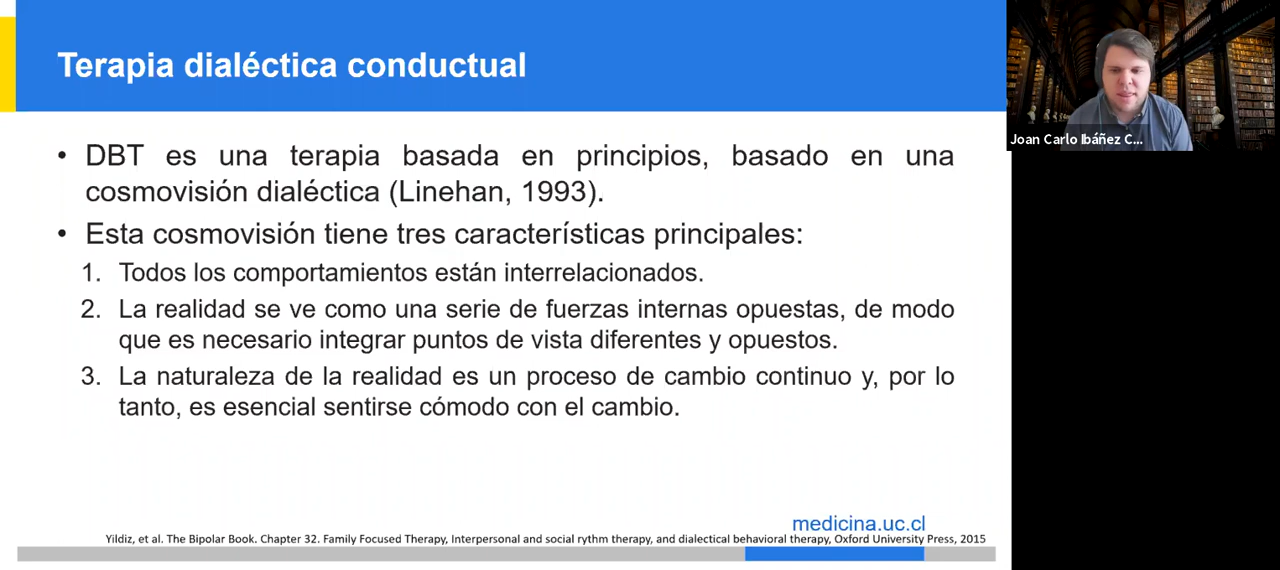 Terapia dialéctica conductual
Joan Carlo Ibáñez C...
• DBT es una terapia basada en principios, basado en una
cosmovisión dialéctica (Linehan, 1993).
• Esta cosmovisión tiene tres características principales:
1. Todos los comportamientos están interrelacionados.
2. La realidad se ve como una serie de fuerzas internas opuestas, de modo
que es necesario integrar puntos de vista diferentes y opuestos.
3. La naturaleza de la realidad es un proceso de cambio continuo y, por lo
tanto, es esencial sentirse cómodo con el cambio.
medicina.uc.cl
Yildiz, et al. The Bipolar Book. Chapter 32. Family Focused Therapy, Interpersonal and social rythm therapy, and dialectical behavioral therapy, Oxford University Press, 2015